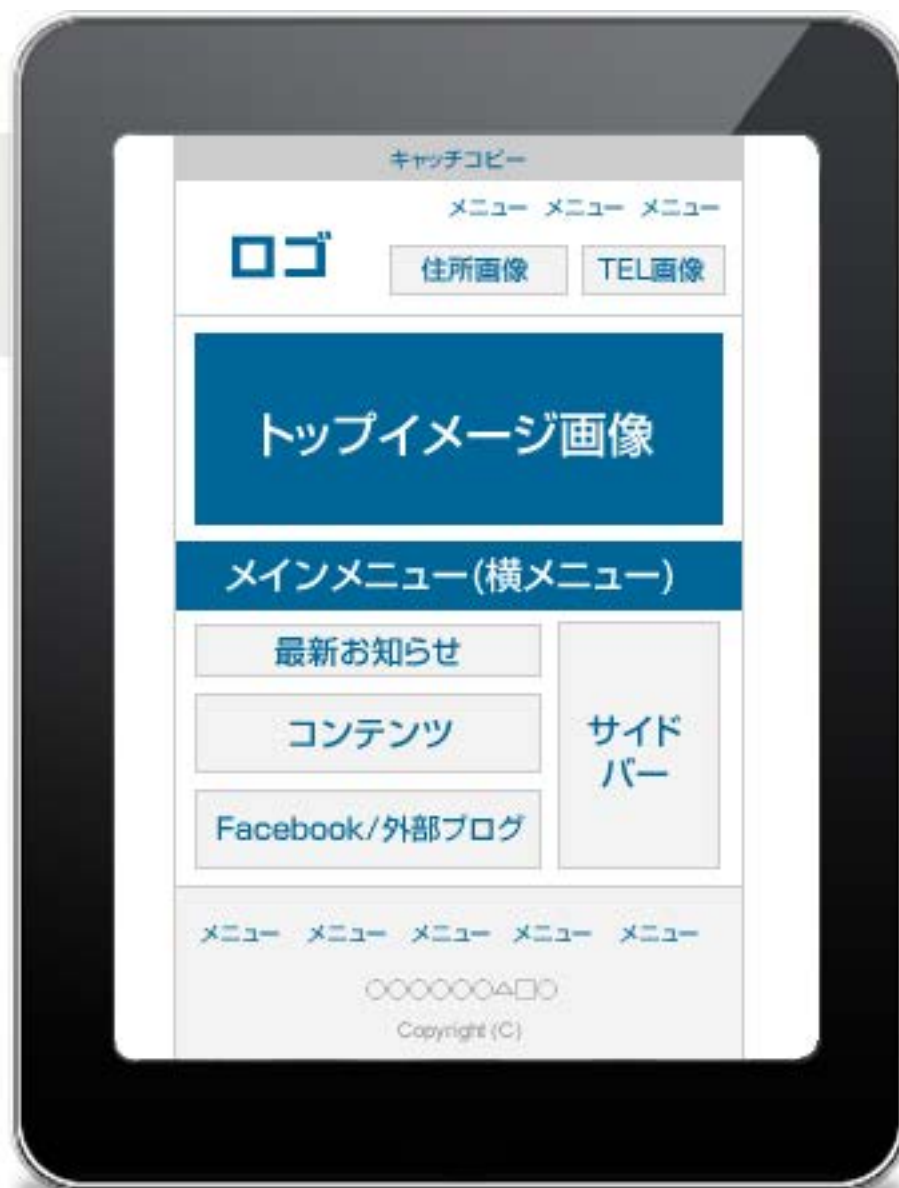 キャッチコピー
メニュー メニュー メニュー
ロゴ
住所画像 TEL画像
トップイメージ画像
メインメニュー(横メニュー)
最新お知らせ
コンテンツ
サイド
バー
Facebook/外部ブログ
メニュー メニュー メニュー メニュー メニュー
○○○○○○△□○
Copyright (C)